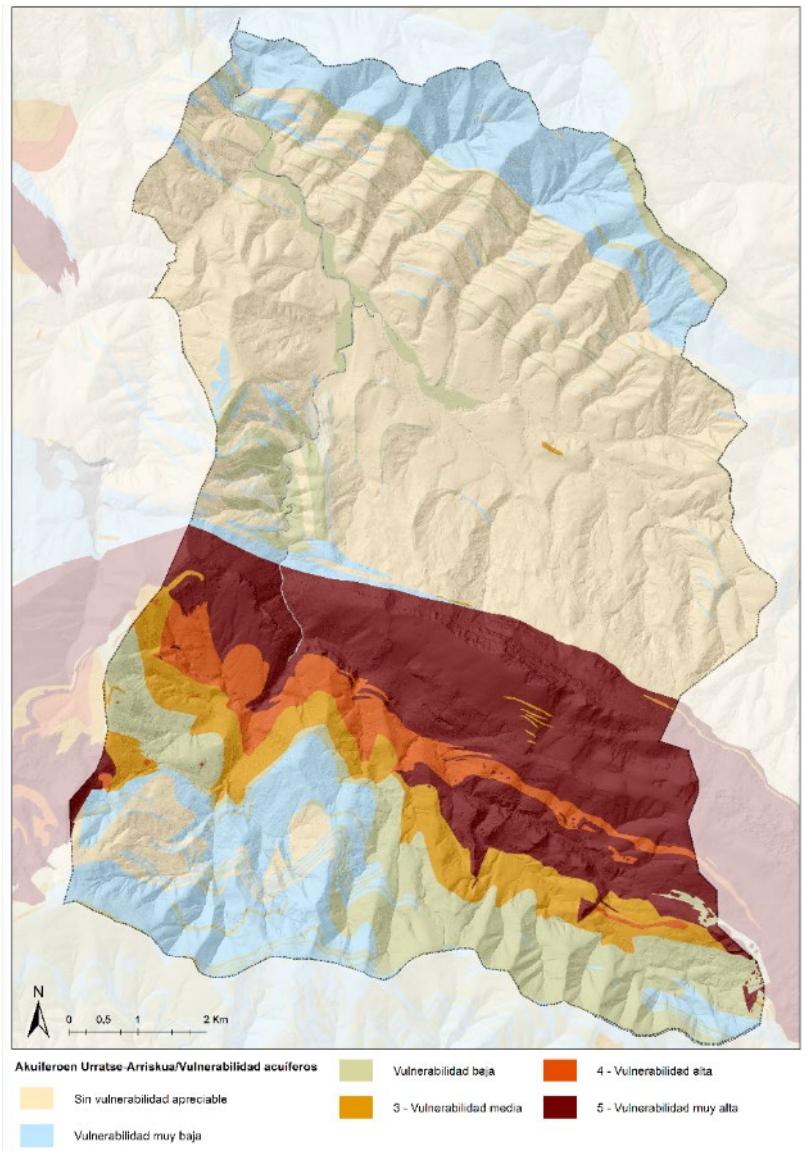 N
0 0,5 1 2 Km
Akuiferoen Urratse-Arriskua/Vulnerabilidad acuíferos
Sin vulnerabilidad apreciable
Vulnerabilidad muy baja
Vulnerabilidad baja
3 - Vulnerabilidad media
4 - Vulnerabilidad alta
5 - Vulnerabilidad muy alta